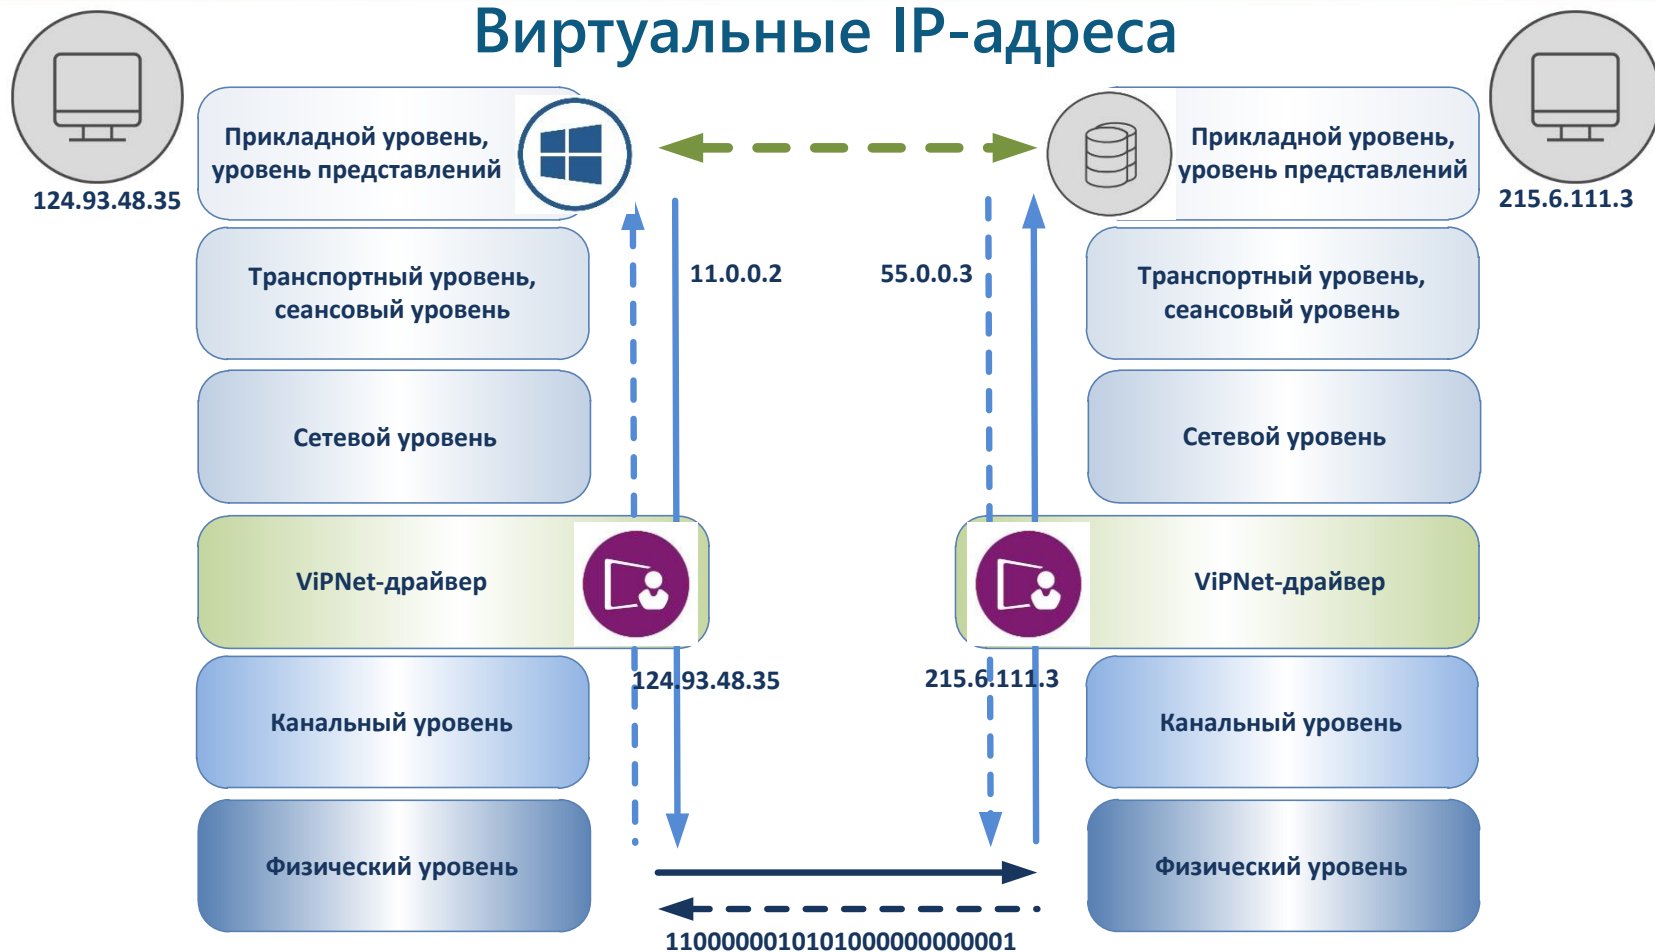 Виртуальные IP-адреса
124.93.48.35
215.6.111.3
Прикладной уровень,
уровень представлений
Прикладной уровень,
уровень представлений
Транспортный уровень,
сеансовый уровень
11.0.0.2
55.0.0.3
Транспортный уровень,
сеансовый уровень
Сетевой уровень
Сетевой уровень
ViPNet-драйвер
ViPNet-драйвер
124.93.48.35
215.6.111.3
Канальный уровень
Канальный уровень
Физический уровень
Физический уровень
1100000010101000000000001